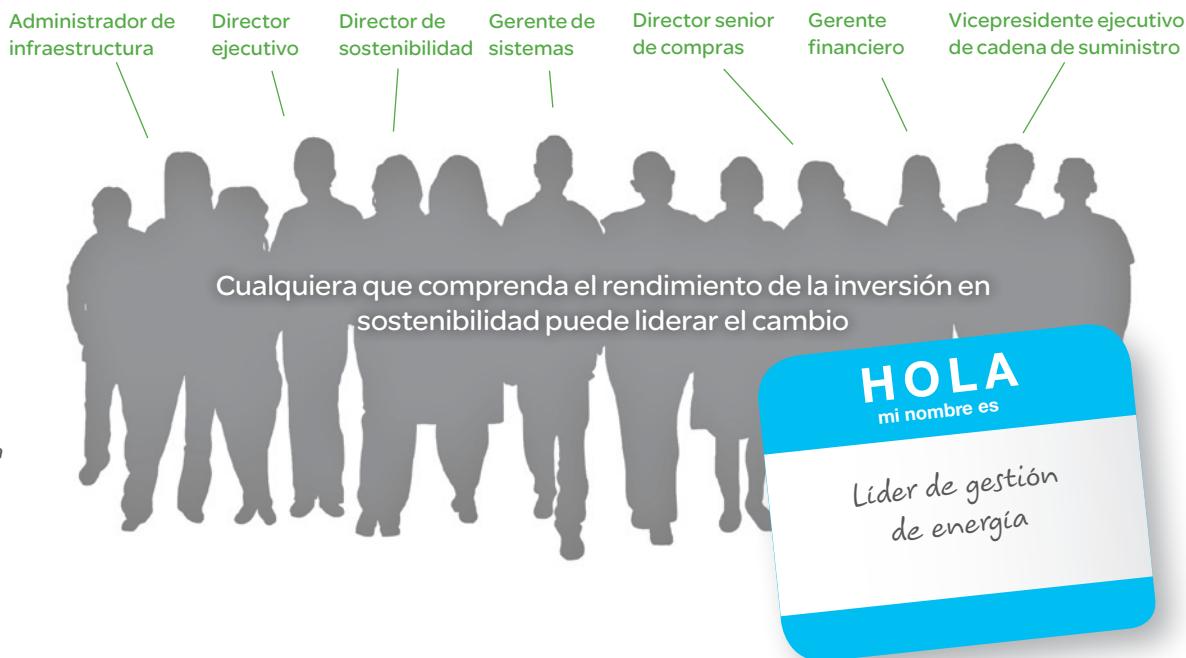 Administrador de
infraestructura
Director
ejecutivo
Director de
sostenibilidad
Gerente de
sistemas
Director senior
de compras
Gerente
financiero
Vicepresidente ejecutivo
de cadena de suministro
Cualquiera que comprenda el rendimiento de la inversión en
sostenibilidad puede liderar el cambio
HOLA
mi nombre es
Líder de gestión
de energía